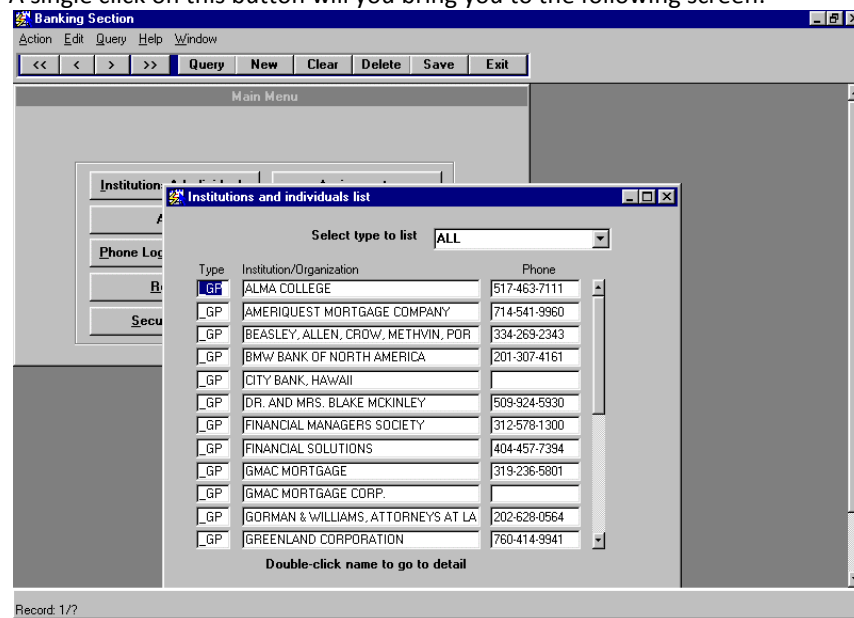 A single click on this button will you bring you to the following screen:
Banking Section
Action Edit Query Help Window
<< < > >> Query New Clear Delete Save Exit
Main Menu
Institutions
Institutions and individuals list
Select type to list ALL
Phone Log
Secu
Type Institution/Organization Phone
_GP ALMA COLLEGE 517-463-7111
_GP AMERIQUEST MORTGAGE COMPANY 714-541-9960
_GP BEASLEY, ALLEN, CROW, METHVIN, POR 334-269-2343
_GP BMW BANK OF NORTH AMERICA 201-307-4161
_GP CITY BANK, HAWAII
_GP DR. AND MRS. BLAKE MCKINLEY 509-924-5930
_GP FINANCIAL MANAGERS SOCIETY 312-578-1300
_GP FINANCIAL SOLUTIONS 404-457-7394
_GP GMAC MORTGAGE 319-236-5801
_GP GMAC MORTGAGE CORP.
_GP GORMAN & WILLIAMS, ATTORNEYS AT LA 202-628-0564
_GP GREENLAND CORPORATION 760-414-9941
Double-click name to go to detail
Record: 1/?